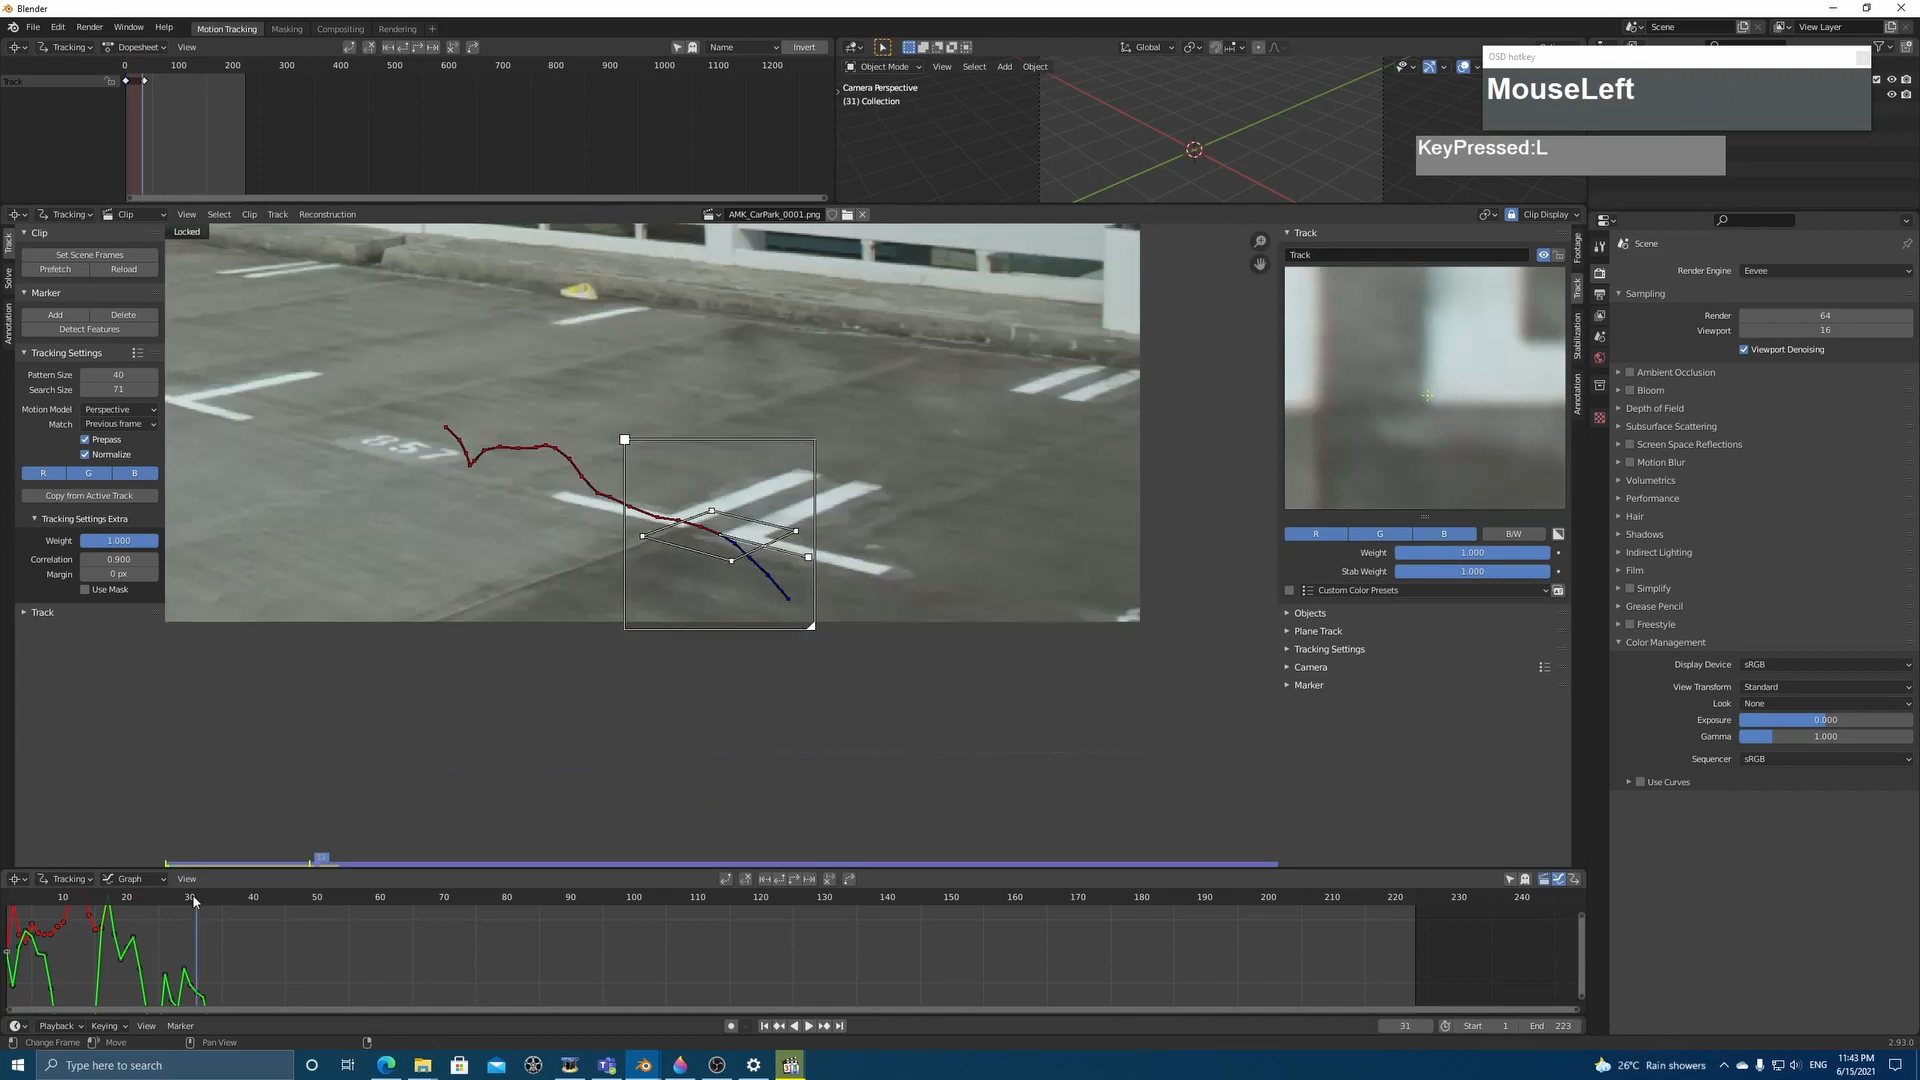 Blender
File Edit Render Window Help Motion Tracking Masking Compositing Rendering + Scene View Layer
Tracking Dopesheet View Name Invert
0 100 200 300 400 500 600 700 800 900 1000 1100 1200
Track
Global
Object Mode View Select Add Object
Camera Perspective
(31) Collection
OSD hotkey
MouseLeft
KeyPressed:L
Tracking Clip View Select Clip Track Reconstruction AMK_CarPark_0001.png Clip Display
Track
Solve
Annotation
Clip
Set Scene Frames
Prefetch Reload
Marker
Add Delete
Detect Features
Tracking Settings
Pattern Size 40
Search Size 71
Motion Model Perspective
Match Previous frame
Prepass
Normalize
R G B
Copy from Active Track
Tracking Settings Extra
Weight 1.000
Correlation 0.900
Margin 0 px
Use Mask
Track
Locked
857
31
Track
Track
R G B B/W
Weight 1.000
Stab Weight 1.000
Custom Color Presets
Objects
Plane Track
Tracking Settings
Camera
Marker
Footage
Track
Stabilization
Annotation
Scene
Render Engine Eevee
Sampling
Render 64
Viewport 16
Viewport Denoising
Ambient Occlusion
Bloom
Depth of Field
Subsurface Scattering
Screen Space Reflections
Motion Blur
Volumetrics
Performance
Hair
Shadows
Indirect Lighting
Film
Simplify
Grease Pencil
Freestyle
Color Management
Display Device sRGB
View Transform Standard
Look None
Exposure 0.000
Gamma 1.000
Sequencer sRGB
Use Curves
Tracking Graph View
10 20 30 40 50 60 70 80 90 100 110 120 130 140 150 160 170 180 190 200 210 220 230 240
Playback Keying View Marker 31 Start 1 End 223
Change Frame Move Pan View 2.93.0
Type here to search 26°C Rain showers ENG 11:43 PM
6/15/2021